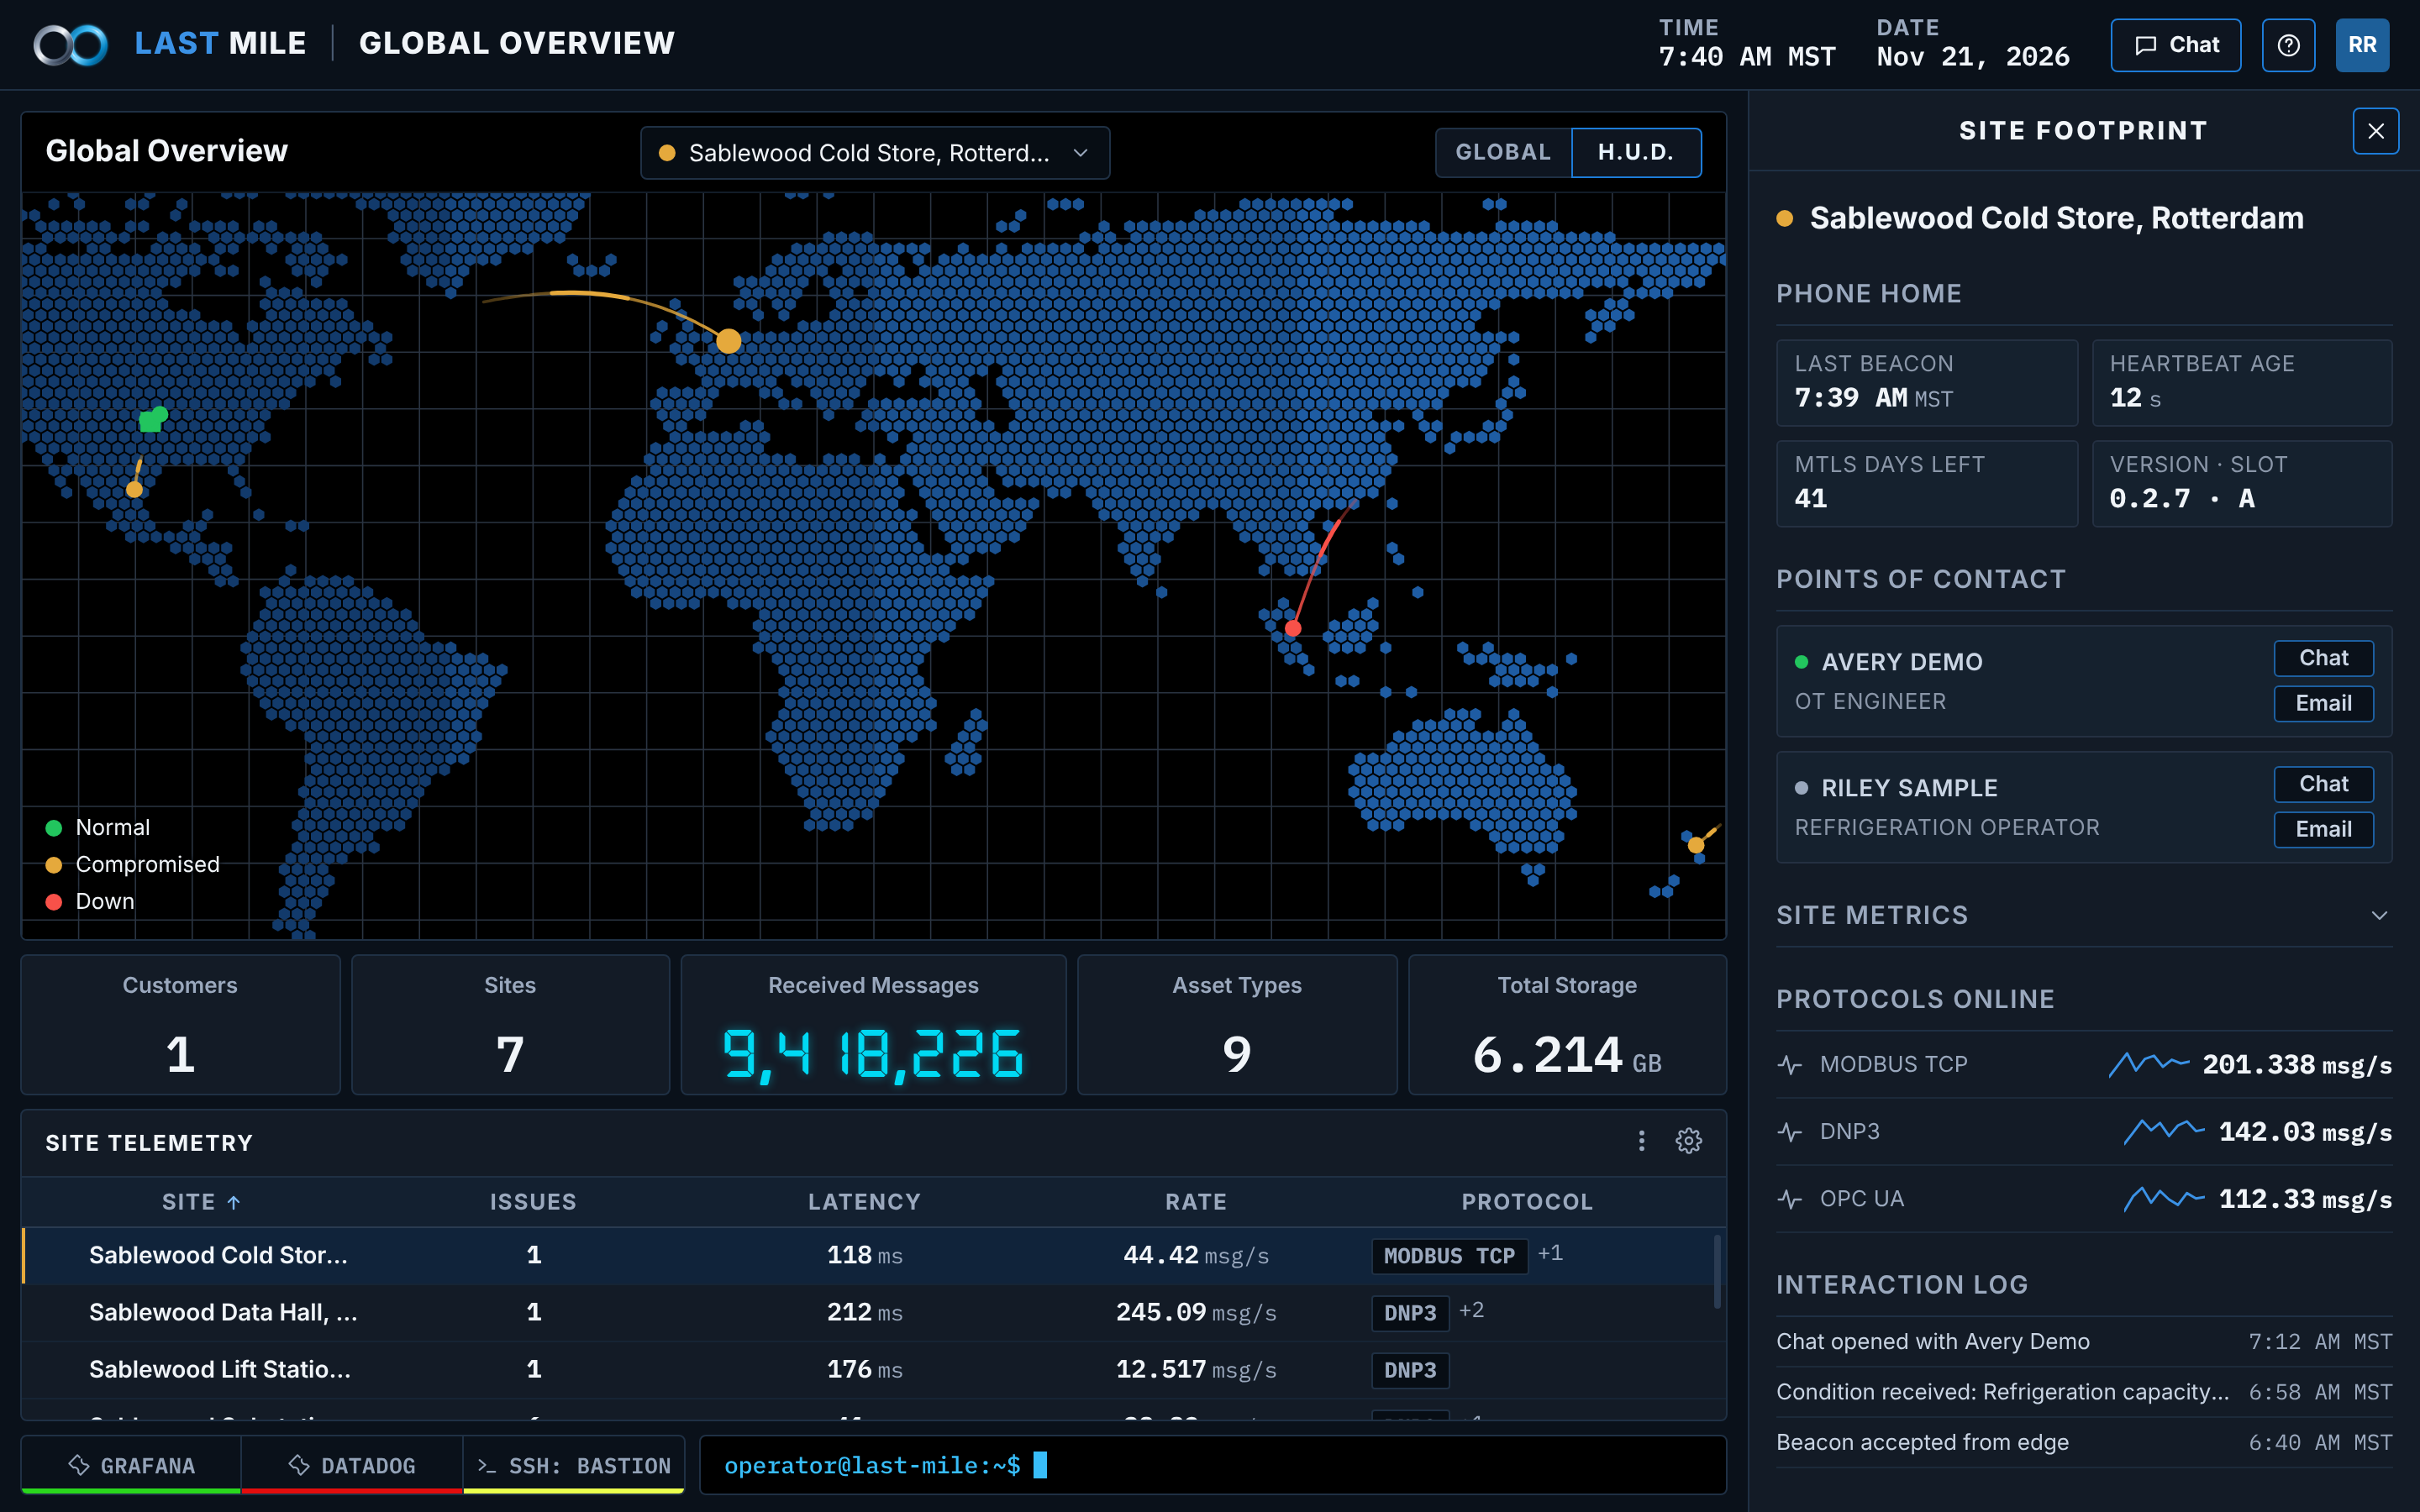 LAST MILE
GLOBAL OVERVIEW
TIME
7:40 AM MST
DATE
Nov 21, 2026
Chat
RR
Global Overview
Sablewood Cold Store, Rotterd...
GLOBAL
H.U.D.
Normal
Compromised
Down
Customers
1
Sites
7
Received Messages
9,418,226
Asset Types
9
Total Storage
6.214 GB
SITE TELEMETRY
SITE ↑ ISSUES LATENCY RATE PROTOCOL
Sablewood Cold Stor... 1 118 ms 44.42 msg/s MODBUS TCP +1
Sablewood Data Hall, ... 1 212 ms 245.09 msg/s DNP3 +2
Sablewood Lift Statio... 1 176 ms 12.517 msg/s DNP3
GRAFANA
DATADOG
SSH: BASTION
operator@last-mile:~$
SITE FOOTPRINT
Sablewood Cold Store, Rotterdam
PHONE HOME
LAST BEACON
7:39 AM MST
HEARTBEAT AGE
12 s
MTLS DAYS LEFT
41
VERSION · SLOT
0.2.7 · A
POINTS OF CONTACT
AVERY DEMO
OT ENGINEER
Chat
Email
RILEY SAMPLE
REFRIGERATION OPERATOR
Chat
Email
SITE METRICS
PROTOCOLS ONLINE
MODBUS TCP 201.338 msg/s
DNP3 142.03 msg/s
OPC UA 112.33 msg/s
INTERACTION LOG
Chat opened with Avery Demo 7:12 AM MST
Condition received: Refrigeration capacity... 6:58 AM MST
Beacon accepted from edge 6:40 AM MST